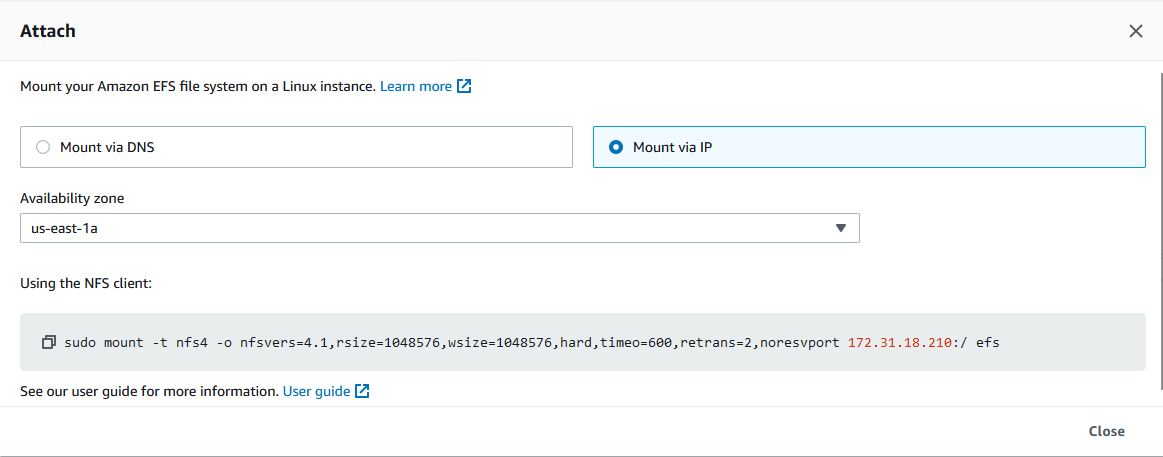 Attach
Mount your Amazon EFS file system on a Linux instance. Learn more
Mount via DNS
Mount via IP
Availability zone
us-east-1a
Using the NFS client:
sudo mount -t nfs4 -o nfsvers=4.1,rsize=1048576,wsize=1048576,hard,timeo=600,retrans=2,noresvport 172.31.18.210:/ efs
See our user guide for more information. User guide
Close